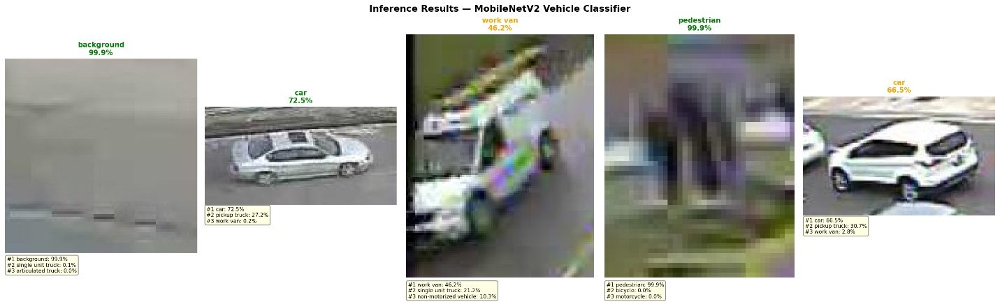 Inference Results — MobileNetV2 Vehicle Classifier
background
99.9%
#1 background: 99.9%
#2 single unit truck: 0.1%
#3 articulated truck: 0.0%
car
72.5%
#1 car: 72.5%
#2 pickup truck: 27.2%
#3 work van: 0.2%
work van
46.2%
#1 work van: 46.2%
#2 single unit truck: 21.2%
#3 non-motorized vehicle: 10.3%
pedestrian
99.9%
#1 pedestrian: 99.9%
#2 bicycle: 0.0%
#3 motorcycle: 0.0%
car
66.5%
#1 car: 66.5%
#2 pickup truck: 30.7%
#3 work van: 2.8%